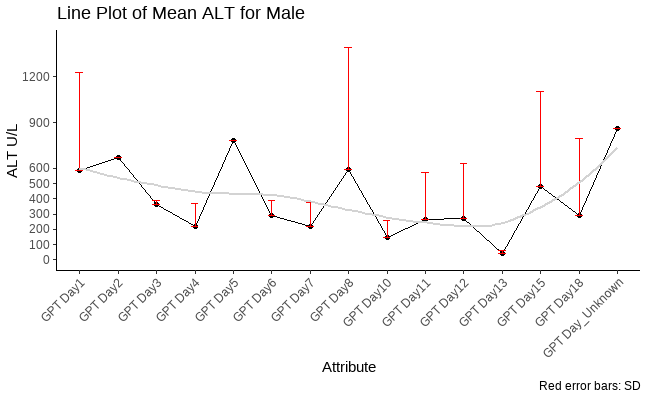 Line Plot of Mean ALT for Male
ALT U/L
1200
900
600
500
400
300
200
100
0
GPT Day1
GPT Day2
GPT Day3
GPT Day4
GPT Day5
GPT Day6
GPT Day7
GPT Day8
GPT Day10
GPT Day11
GPT Day12
GPT Day13
GPT Day15
GPT Day18
GPT Day_Unknown
Attribute
Red error bars: SD